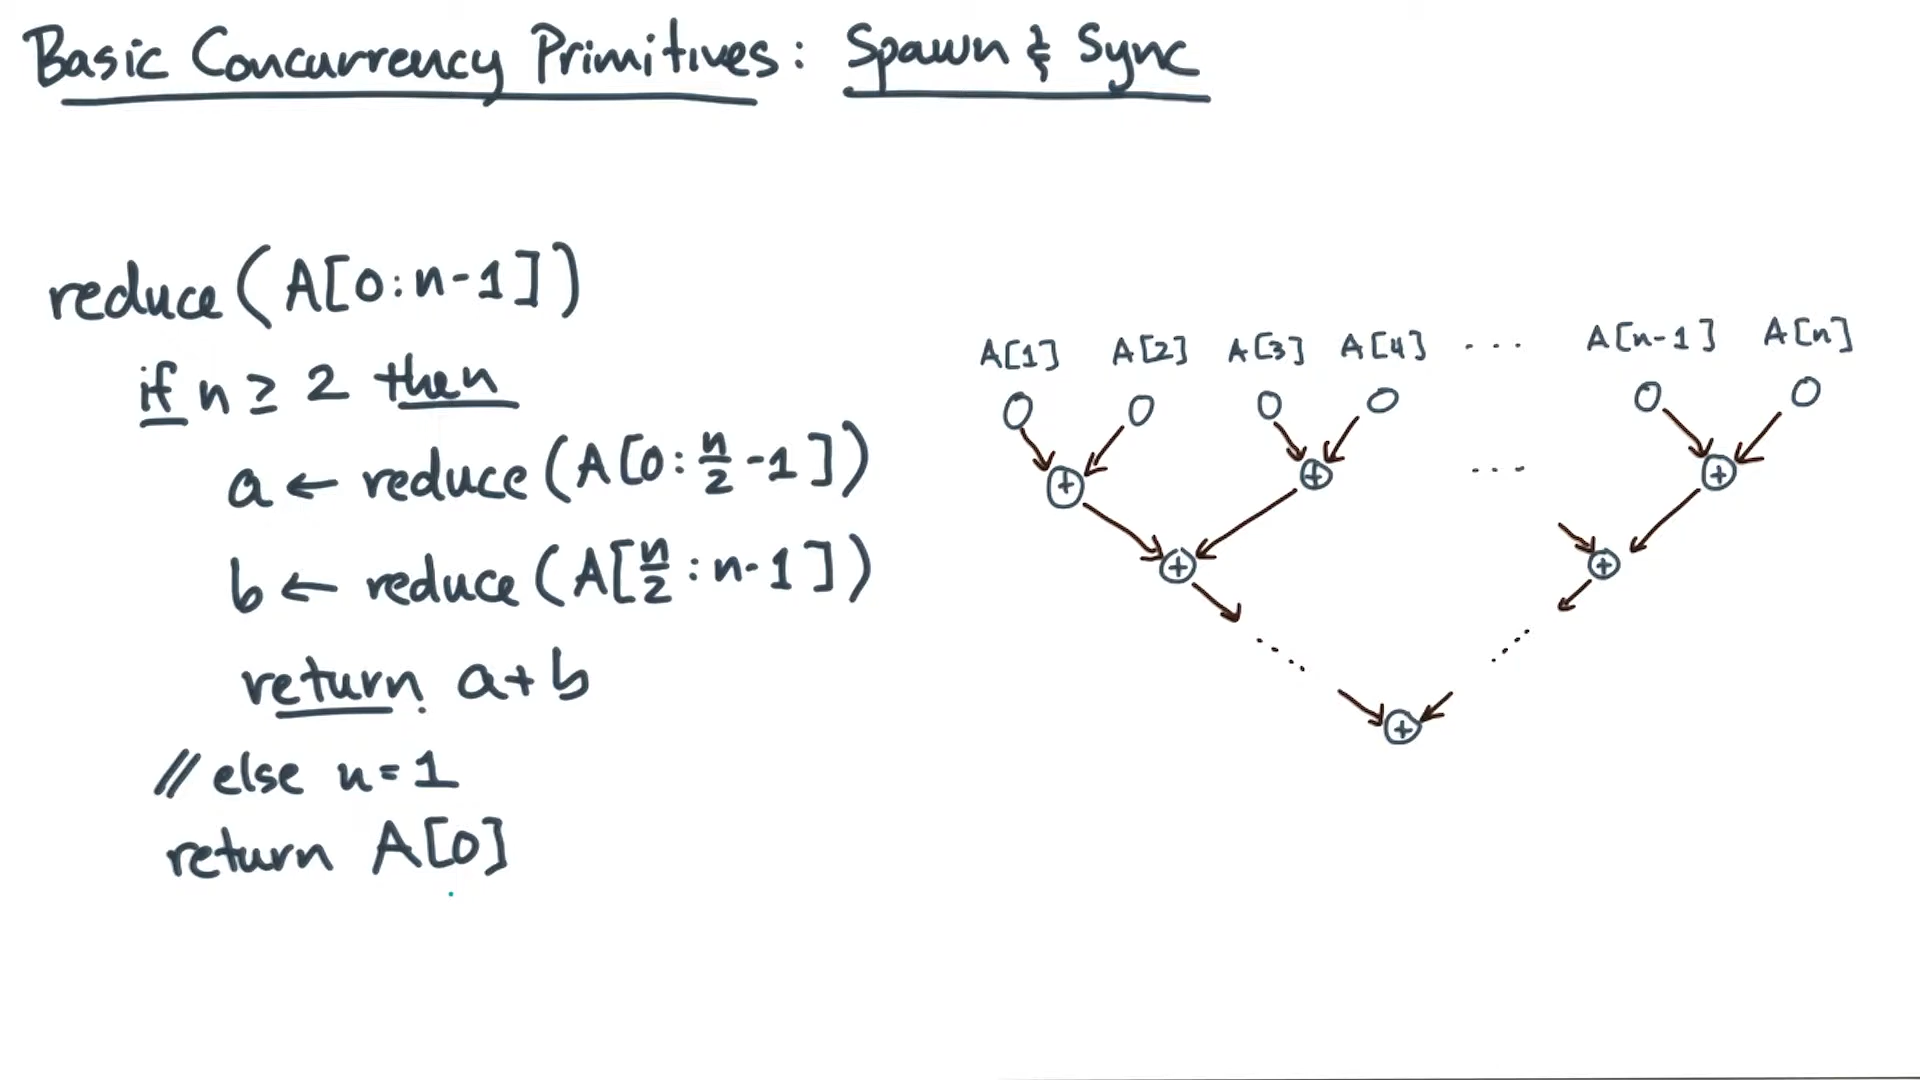 Basic Concurrency Primitives: Spawn & Sync
reduce(A[0:n-1])
if n ≥ 2 then
a ← reduce(A[0:n/2-1])
b ← reduce(A[n/2:n-1])
return a+b
// else n=1
return A[0]
A[1] A[2] A[3] A[4] ... A[n-1] A[n]
...
+ + +
+ +
+